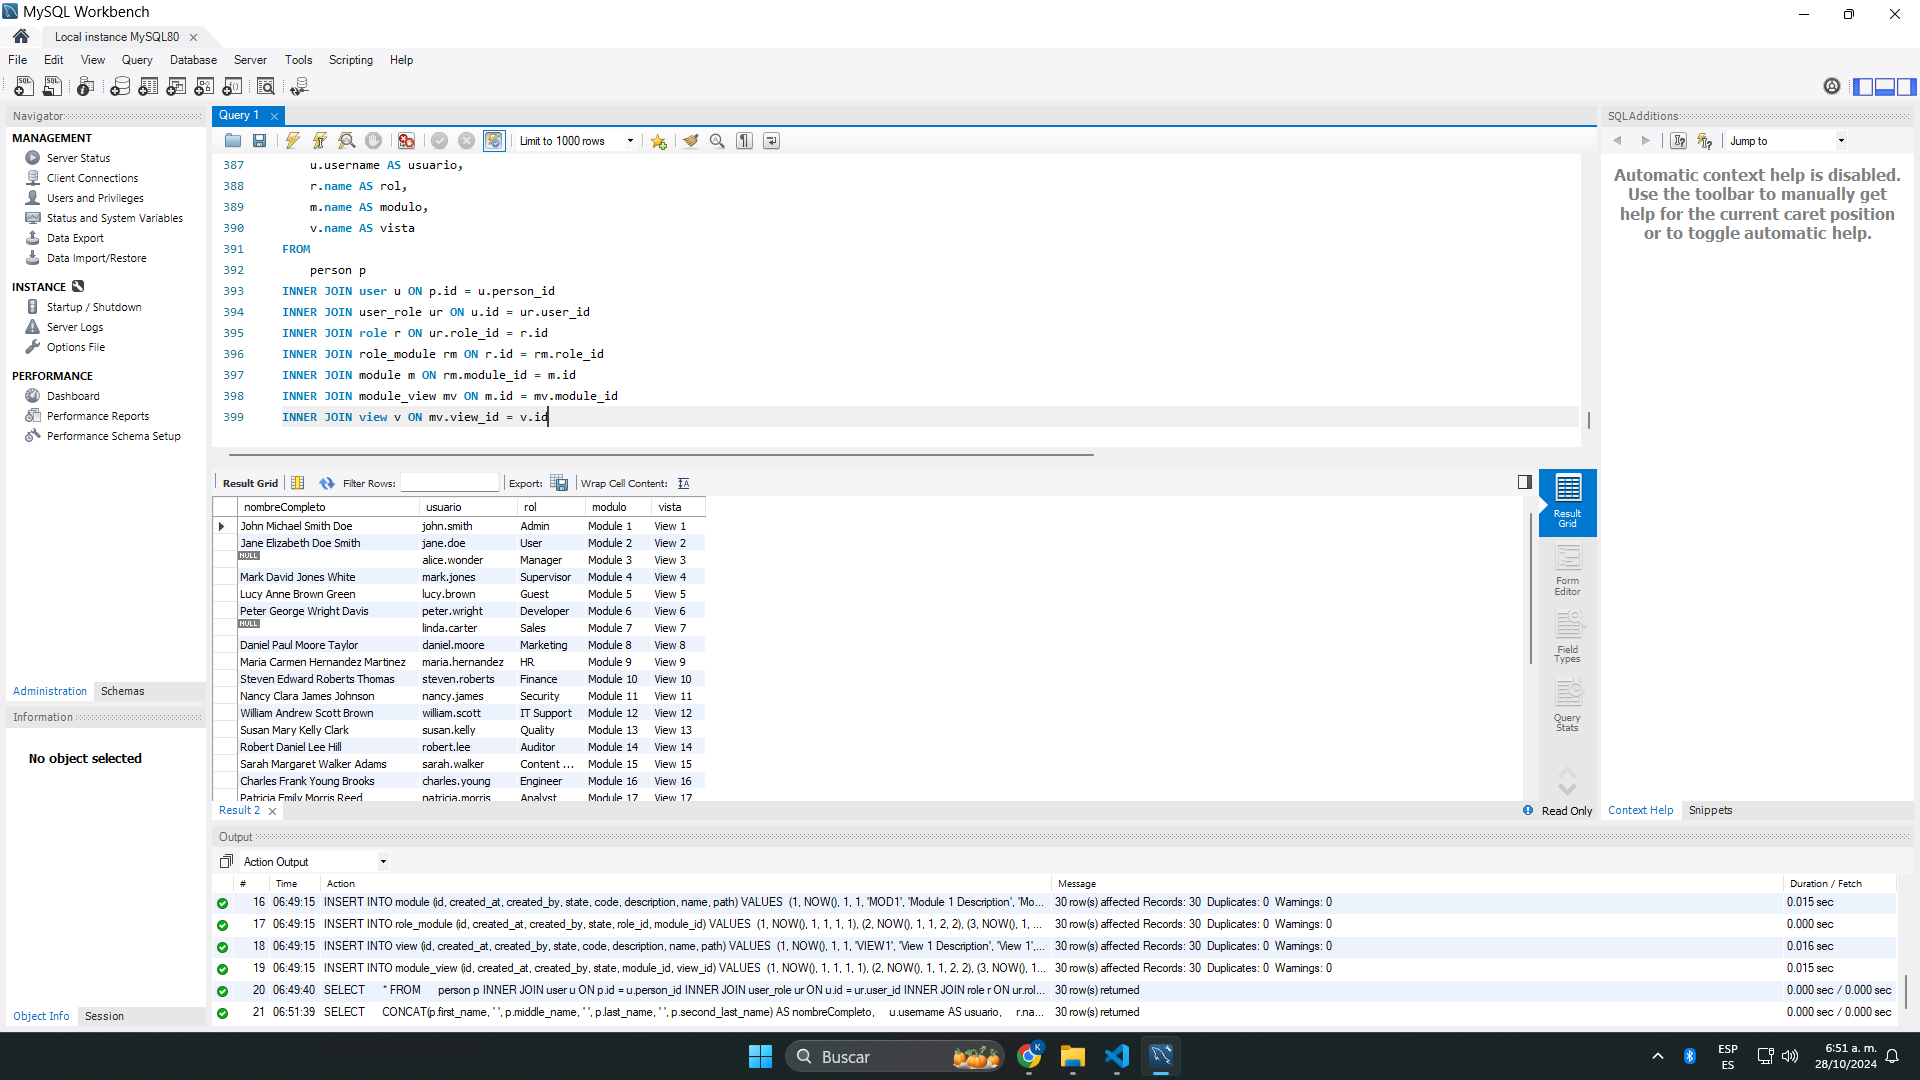 MySQL Workbench
Local instance MySQL80
File Edit View Query Database Server Tools Scripting Help
Navigator
MANAGEMENT
Server Status
Client Connections
Users and Privileges
Status and System Variables
Data Export
Data Import/Restore
INSTANCE
Startup / Shutdown
Server Logs
Options File
PERFORMANCE
Dashboard
Performance Reports
Performance Schema Setup
Administration Schemas
Information
No object selected
Object Info Session
Query 1
Limit to 1000 rows
387 u.username AS usuario,
388 r.name AS rol,
389 m.name AS modulo,
390 v.name AS vista
391 FROM
392 person p
393 INNER JOIN user u ON p.id = u.person_id
394 INNER JOIN user_role ur ON u.id = ur.user_id
395 INNER JOIN role r ON ur.role_id = r.id
396 INNER JOIN role_module rm ON r.id = rm.role_id
397 INNER JOIN module m ON rm.module_id = m.id
398 INNER JOIN module_view mv ON m.id = mv.module_id
399 INNER JOIN view v ON mv.view_id = v.id
Result Grid Filter Rows: Export: Wrap Cell Content:
nombreCompleto usuario rol modulo vista
John Michael Smith Doe john.smith Admin Module 1 View 1
Jane Elizabeth Doe Smith jane.doe User Module 2 View 2
NULL alice.wonder Manager Module 3 View 3
Mark David Jones White mark.jones Supervisor Module 4 View 4
Lucy Anne Brown Green lucy.brown Guest Module 5 View 5
Peter George Wright Davis peter.wright Developer Module 6 View 6
NULL linda.carter Sales Module 7 View 7
Daniel Paul Moore Taylor daniel.moore Marketing Module 8 View 8
Maria Carmen Hernandez Martinez maria.hernandez HR Module 9 View 9
Steven Edward Roberts Thomas steven.roberts Finance Module 10 View 10
Nancy Clara James Johnson nancy.james Security Module 11 View 11
William Andrew Scott Brown william.scott IT Support Module 12 View 12
Susan Mary Kelly Clark susan.kelly Quality Module 13 View 13
Robert Daniel Lee Hill robert.lee Auditor Module 14 View 14
Sarah Margaret Walker Adams sarah.walker Content ... Module 15 View 15
Charles Frank Young Brooks charles.young Engineer Module 16 View 16
Patricia Emily Morris Reed patricia.morris Analyst Module 17 View 17
Result 2
Result Grid
Form Editor
Field Types
Query Stats
Read Only
SQLAdditions
Jump to
Automatic context help is disabled.
Use the toolbar to manually get
help for the current caret position
or to toggle automatic help.
Context Help Snippets
Output
Action Output
# Time Action Message Duration / Fetch
16 06:49:15 INSERT INTO module (id, created_at, created_by, state, code, description, name, path) VALUES (1, NOW(), 1, 1, 'MOD1', 'Module 1 Description', 'Mo... 30 row(s) affected Records: 30 Duplicates: 0 Warnings: 0 0.015 sec
17 06:49:15 INSERT INTO role_module (id, created_at, created_by, state, role_id, module_id) VALUES (1, NOW(), 1, 1, 1, 1), (2, NOW(), 1, 1, 2, 2), (3, NOW(), 1, ... 30 row(s) affected Records: 30 Duplicates: 0 Warnings: 0 0.000 sec
18 06:49:15 INSERT INTO view (id, created_at, created_by, state, code, description, name, path) VALUES (1, NOW(), 1, 1, 'VIEW1', 'View 1 Description', 'View 1',... 30 row(s) affected Records: 30 Duplicates: 0 Warnings: 0 0.016 sec
19 06:49:15 INSERT INTO module_view (id, created_at, created_by, state, module_id, view_id) VALUES (1, NOW(), 1, 1, 1, 1), (2, NOW(), 1, 1, 2, 2), (3, NOW(), 1... 30 row(s) affected Records: 30 Duplicates: 0 Warnings: 0 0.015 sec
20 06:49:40 SELECT * FROM person p INNER JOIN user u ON p.id = u.person_id INNER JOIN user_role ur ON u.id = ur.user_id INNER JOIN role r ON ur.rol... 30 row(s) returned 0.000 sec / 0.000 sec
21 06:51:39 SELECT CONCAT(p.first_name, ' ', p.middle_name, ' ', p.last_name, ' ', p.second_last_name) AS nombreCompleto, u.username AS usuario, r.na... 30 row(s) returned 0.000 sec / 0.000 sec
Buscar
K
ESP
ES
6:51 a. m.
28/10/2024